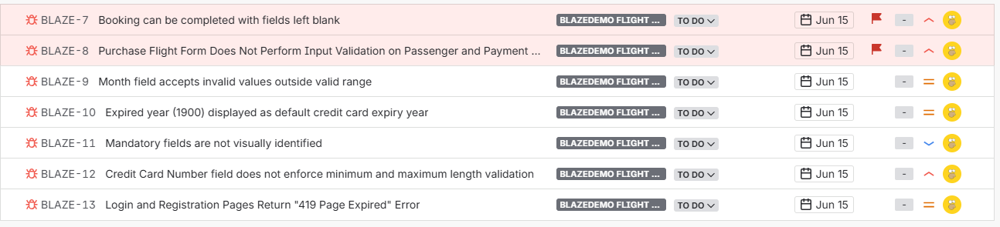 BLAZE-7 Booking can be completed with fields left blank BLAZEDEMO FLIGHT ... TO DO Jun 15 -
BLAZE-8 Purchase Flight Form Does Not Perform Input Validation on Passenger and Payment ... BLAZEDEMO FLIGHT ... TO DO Jun 15 -
BLAZE-9 Month field accepts invalid values outside valid range BLAZEDEMO FLIGHT ... TO DO Jun 15 -
BLAZE-10 Expired year (1900) displayed as default credit card expiry year BLAZEDEMO FLIGHT ... TO DO Jun 15 -
BLAZE-11 Mandatory fields are not visually identified BLAZEDEMO FLIGHT ... TO DO Jun 15 -
BLAZE-12 Credit Card Number field does not enforce minimum and maximum length validation BLAZEDEMO FLIGHT ... TO DO Jun 15 -
BLAZE-13 Login and Registration Pages Return "419 Page Expired" Error BLAZEDEMO FLIGHT ... TO DO Jun 15 -